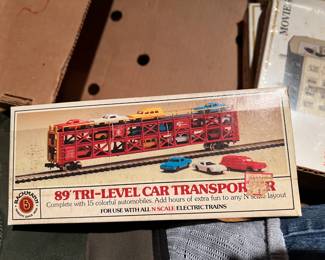 MOVIE
BACHMANN
89' TRI-LEVEL CAR TRANSPORTER
Complete with 15 colorful automobiles. Add hours of extra fun to any N scale layout
FOR USE WITH ALL N SCALE ELECTRIC TRAINS